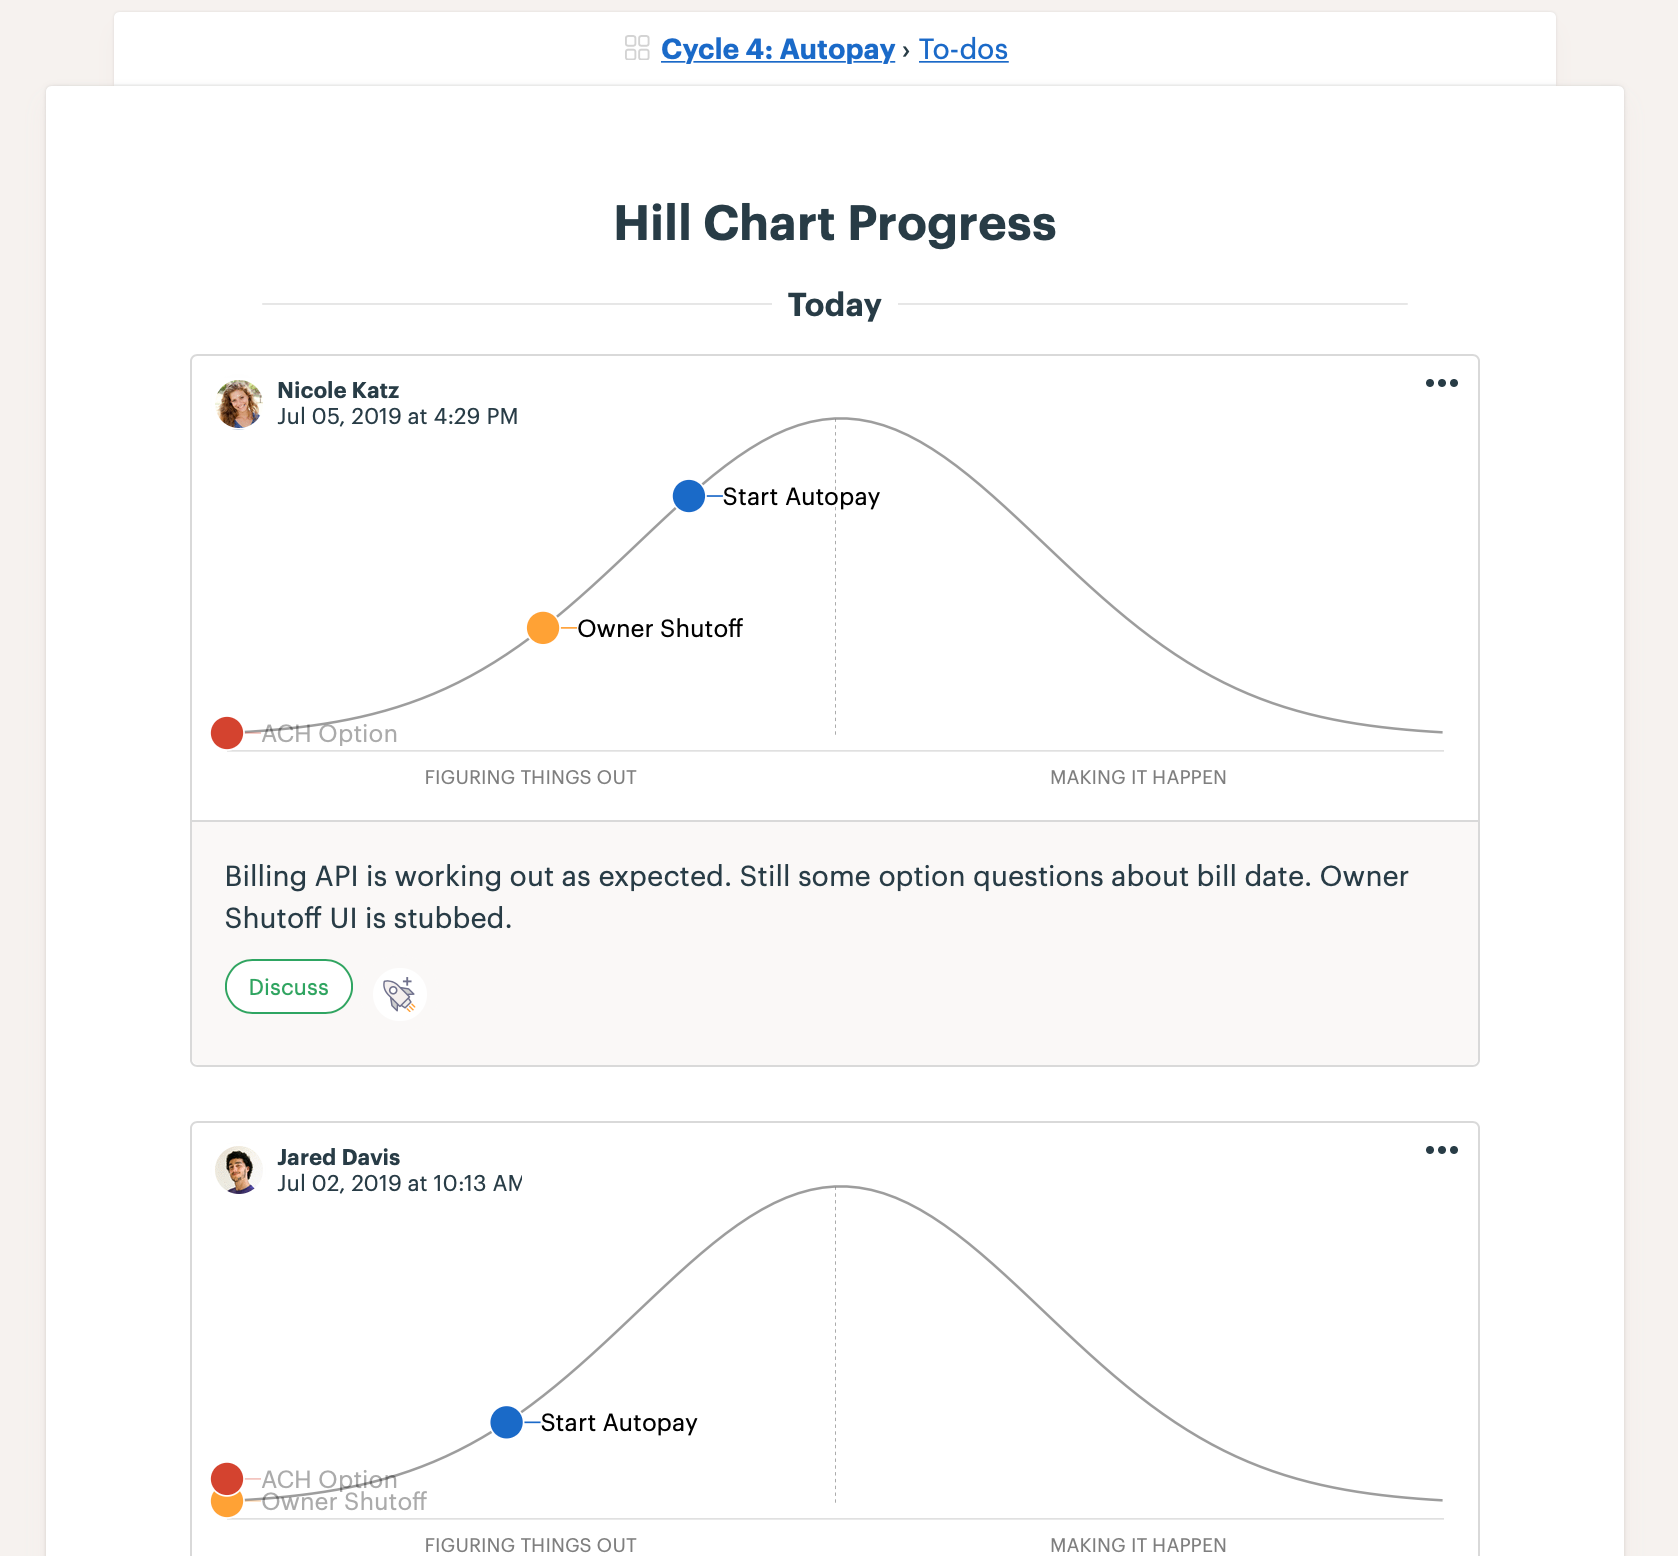 Cycle 4: Autopay › To-dos
Hill Chart Progress
Today
Nicole Katz
Jul 05, 2019 at 4:29 PM
Start Autopay
Owner Shutoff
ACH Option
FIGURING THINGS OUT
MAKING IT HAPPEN
Billing API is working out as expected. Still some option questions about bill date. Owner
Shutoff UI is stubbed.
Discuss
Jared Davis
Jul 02, 2019 at 10:13 AM
Start Autopay
ACH Option
Owner Shutoff
FIGURING THINGS OUT
MAKING IT HAPPEN